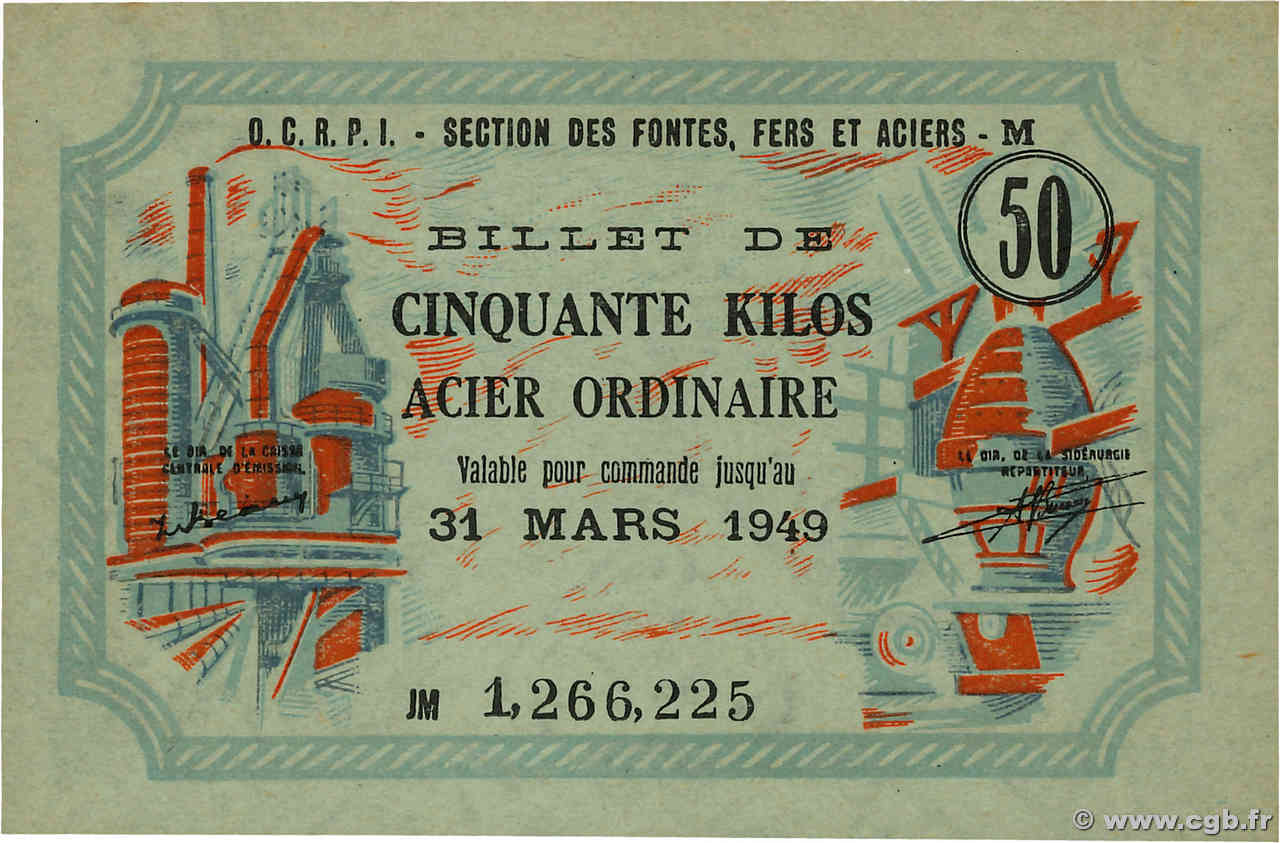 O. C. R. P. I. - SECTION DES FONTES, FERS ET ACIERS - M
50
BILLET DE
CINQUANTE KILOS
ACIER ORDINAIRE
LE DIR. DE LA CAISSE
CENTRALE D'ÉMISSION.
LE DIR. DE LA SIDÉRURGIE
RÉPARTITEUR
Valable pour commande jusqu'au
31 MARS 1949
JM 1,266,225
© www.cgb.fr